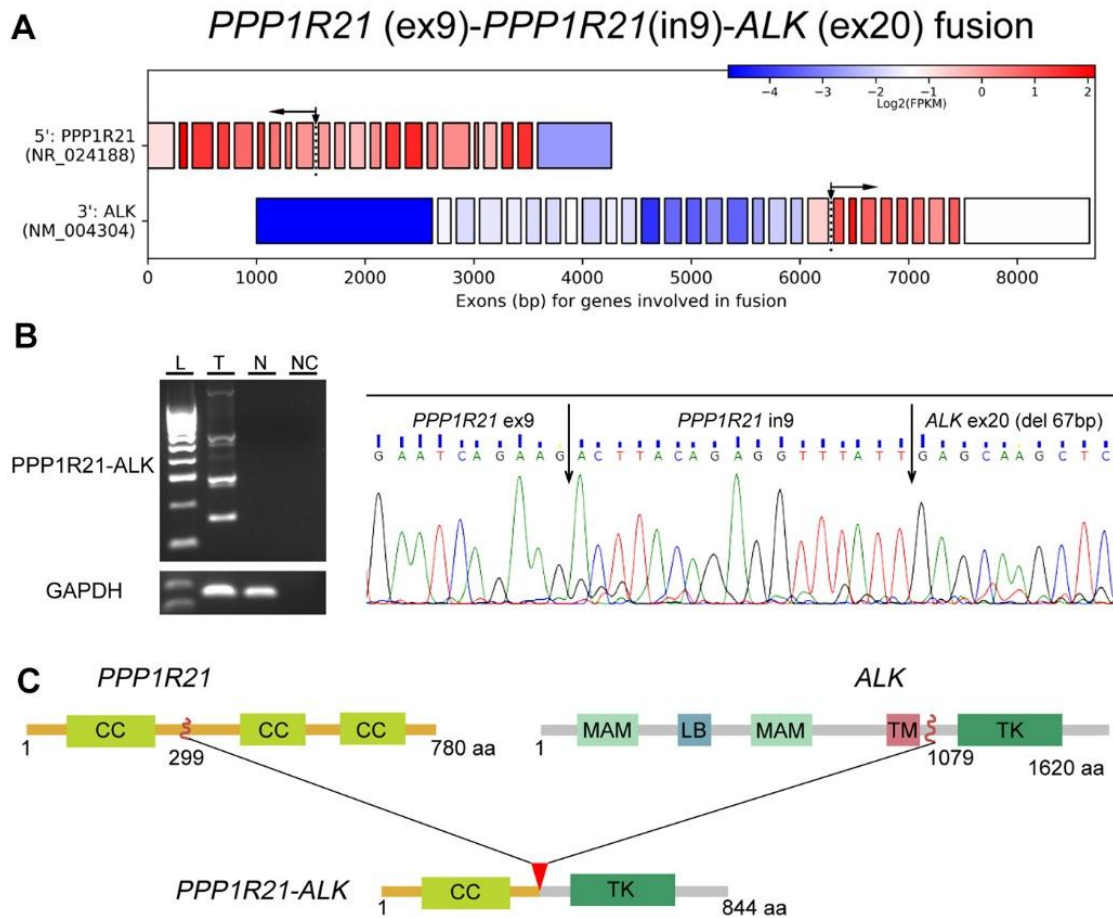 A
PPP1R21 (ex9)-PPP1R21(in9)-ALK (ex20) fusion
−4 −3 −2 −1 0 1 2
Log2(FPKM)
5': PPP1R21
(NR_024188)
3': ALK
(NM_004304)
0 1000 2000 3000 4000 5000 6000 7000 8000
Exons (bp) for genes involved in fusion
B
L T N NC
PPP1R21-ALK
GAPDH
PPP1R21 ex9 PPP1R21 in9 ALK ex20 (del 67bp)
G A A T C A G A A G A C T T A C A G A G G T T T A T T G A G C A A G C T C
C
PPP1R21 ALK
CC CC CC MAM LB MAM TM TK
1 299 780 aa 1 1079 1620 aa
PPP1R21-ALK CC TK
1 844 aa